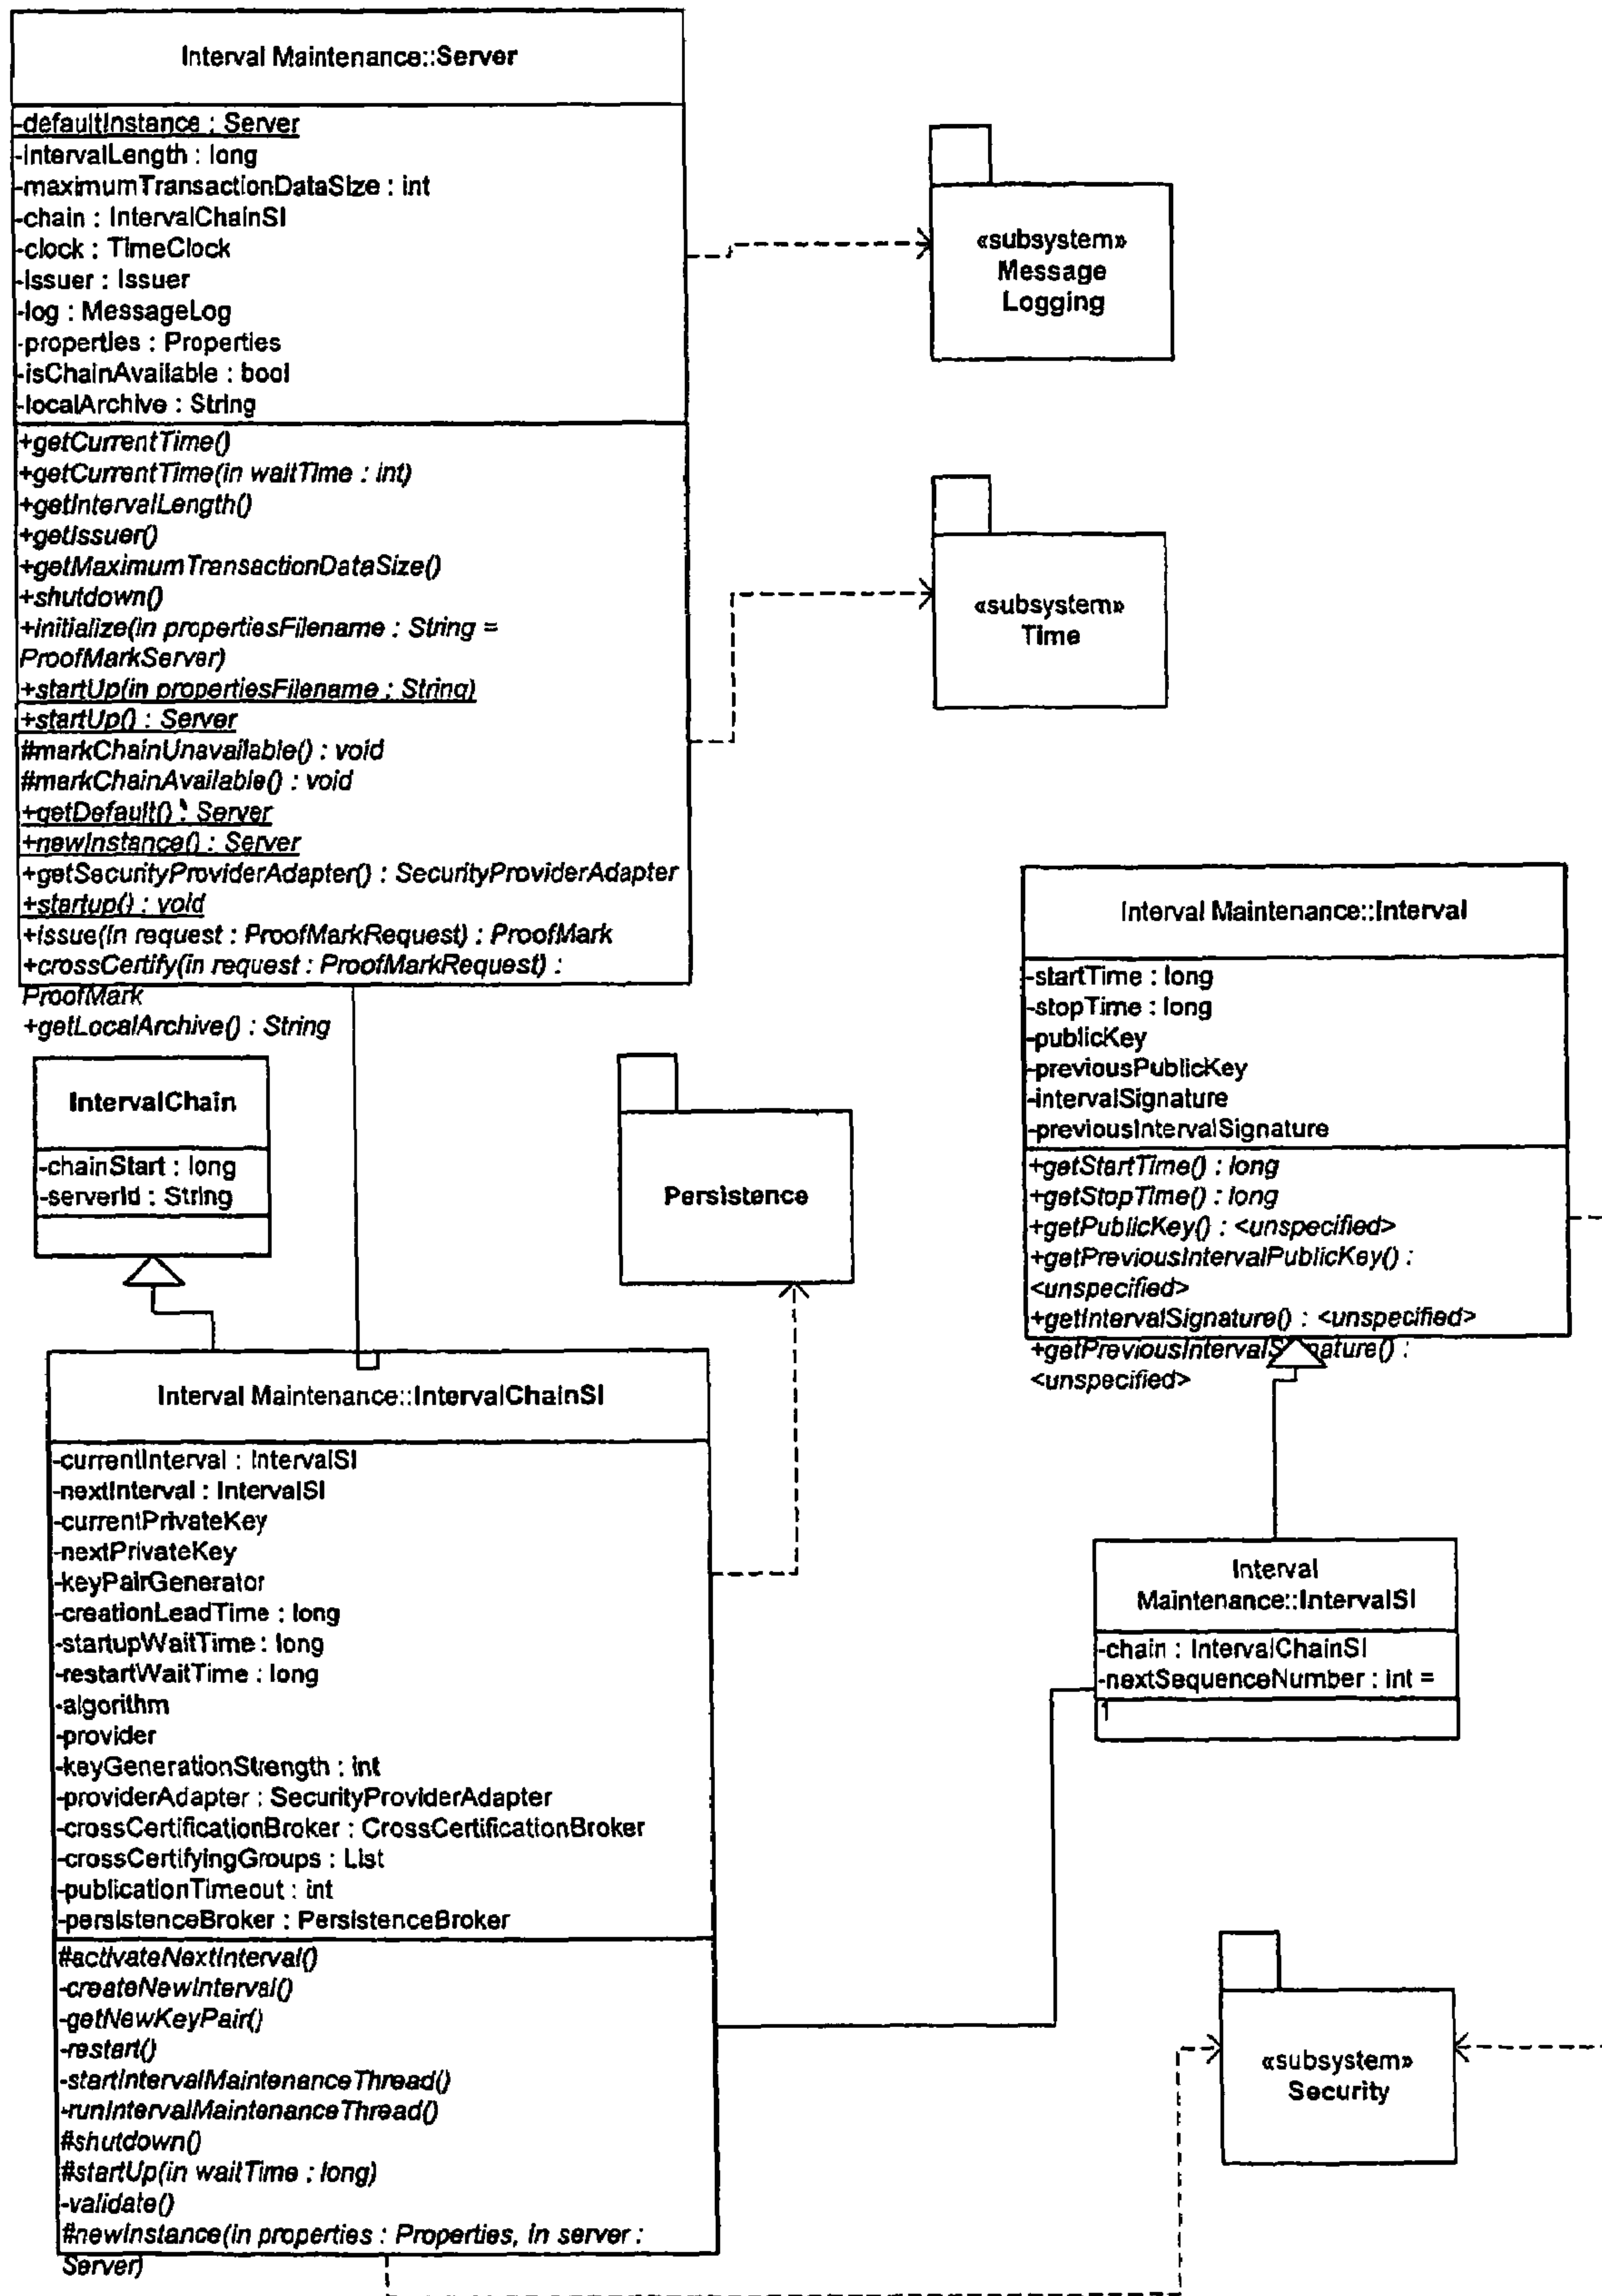 Interval Maintenance::Server
-defaultInstance : Server
-intervalLength : long
-maximumTransactionDataSize : int
-chain : IntervalChainSI
-clock : TimeClock
-issuer : Issuer
-log : MessageLog
-properties : Properties
-isChainAvailable : bool
-localArchive : String
+getCurrentTime()
+getCurrentTime(in waitTime : int)
+getIntervalLength()
+getIssuer()
+getMaximumTransactionDataSize()
+shutdown()
+initialize(in propertiesFilename : String =
ProofMarkServer)
+startUp(in propertiesFilename : String)
+startUp() : Server
#markChainUnavailable() : void
#markChainAvailable() : void
+getDefault() : Server
+newInstance() : Server
+getSecurityProviderAdapter() : SecurityProviderAdapter
+startup() : void
+issue(in request : ProofMarkRequest) : ProofMark
+crossCertify(in request : ProofMarkRequest) :
ProofMark
+getLocalArchive() : String
«subsystem»
Message
Logging
«subsystem»
Time
Interval Maintenance::Interval
-startTime : long
-stopTime : long
-publicKey
-previousPublicKey
-intervalSignature
-previousIntervalSignature
+getStartTime() : long
+getStopTime() : long
+getPublicKey() : <unspecified>
+getPreviousIntervalPublicKey() :
<unspecified>
+getIntervalSignature() : <unspecified>
+getPreviousIntervalSignature() :
<unspecified>
IntervalChain
-chainStart : long
-serverId : String
Persistence
Interval Maintenance::IntervalChainSI
-currentInterval : IntervalSI
-nextInterval : IntervalSI
-currentPrivateKey
-nextPrivateKey
-keyPairGenerator
-creationLeadTime : long
-startupWaitTime : long
-restartWaitTime : long
-algorithm
-provider
-keyGenerationStrength : int
-providerAdapter : SecurityProviderAdapter
-crossCertificationBroker : CrossCertificationBroker
-crossCertifyingGroups : List
-publicationTimeout : int
-persistenceBroker : PersistenceBroker
#activateNextInterval()
-createNewInterval()
-getNewKeyPair()
-restart()
-startIntervalMaintenanceThread()
-runIntervalMaintenanceThread()
#shutdown()
#startUp(in waitTime : long)
-validate()
#newInstance(in properties : Properties, in server :
Server)
Interval
Maintenance::IntervalSI
-chain : IntervalChainSI
-nextSequenceNumber : int =
1
«subsystem»
Security